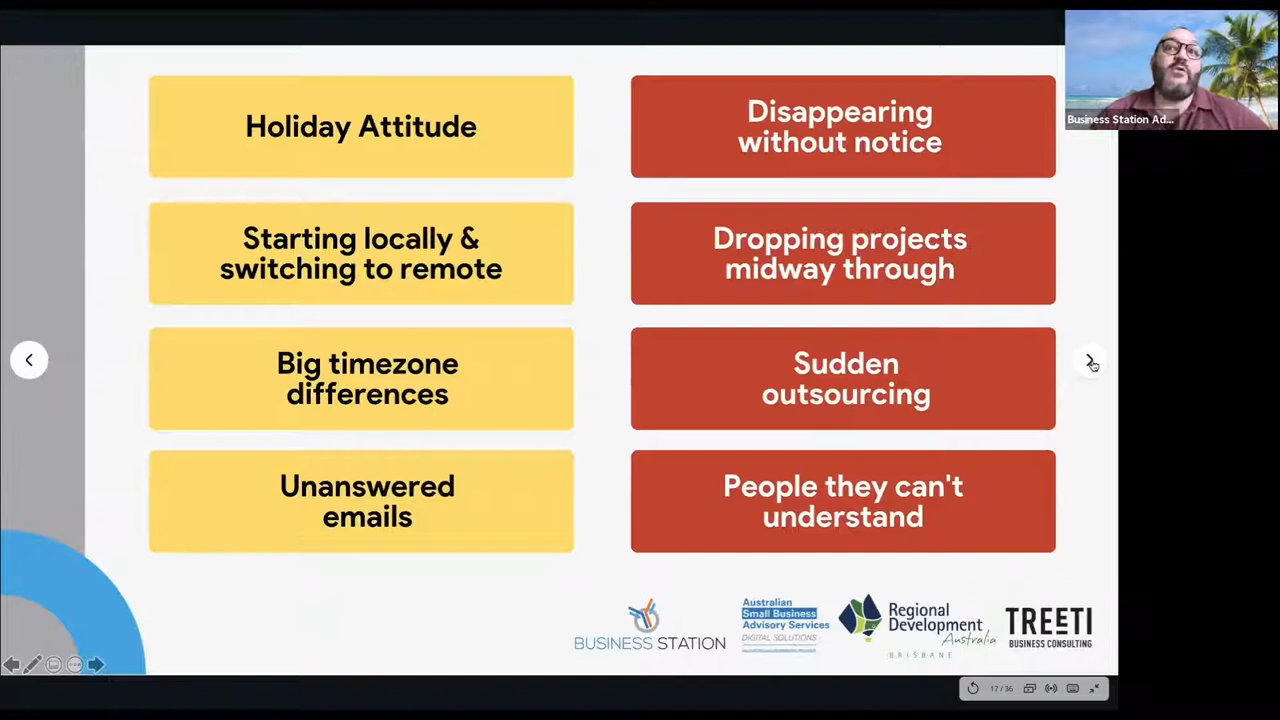 Holiday Attitude
Disappearing
without notice
Starting locally &
switching to remote
Dropping projects
midway through
Big timezone
differences
Sudden
outsourcing
Unanswered
emails
People they can't
understand
Business Station Ad...
BUSINESS STATION
Australian
Small Business
Advisory Services
DIGITAL SOLUTIONS
Regional
Development
Australia
BRISBANE
TREETI
BUSINESS CONSULTING
17 / 36